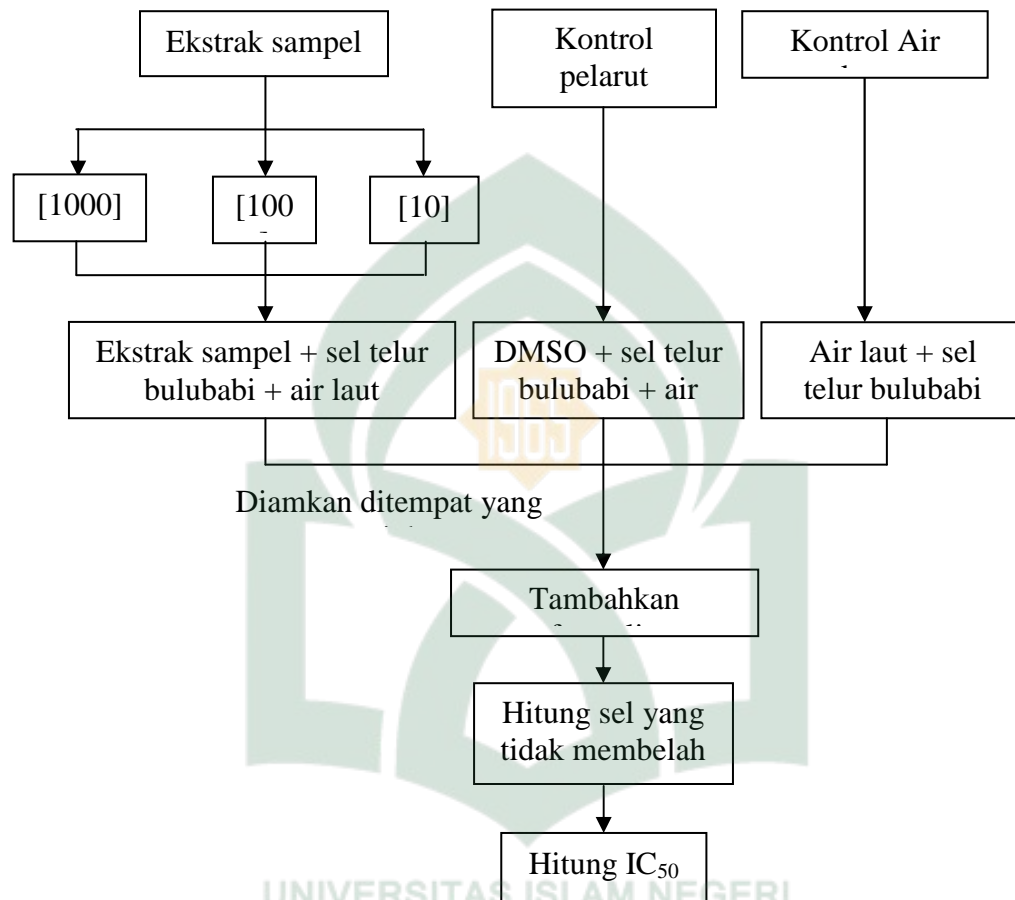 Ekstrak sampel
Kontrol
pelarut
Kontrol Air
[1000]
[100
[10]
Ekstrak sampel + sel telur
bulubabi + air laut
DMSO + sel telur
bulubabi + air
Air laut + sel
telur bulubabi
1965
Diamkan ditempat yang
Tambahkan
Hitung sel yang
tidak membelah
Hitung IC₅₀
UNIVERSITAS ISLAM NEGERI